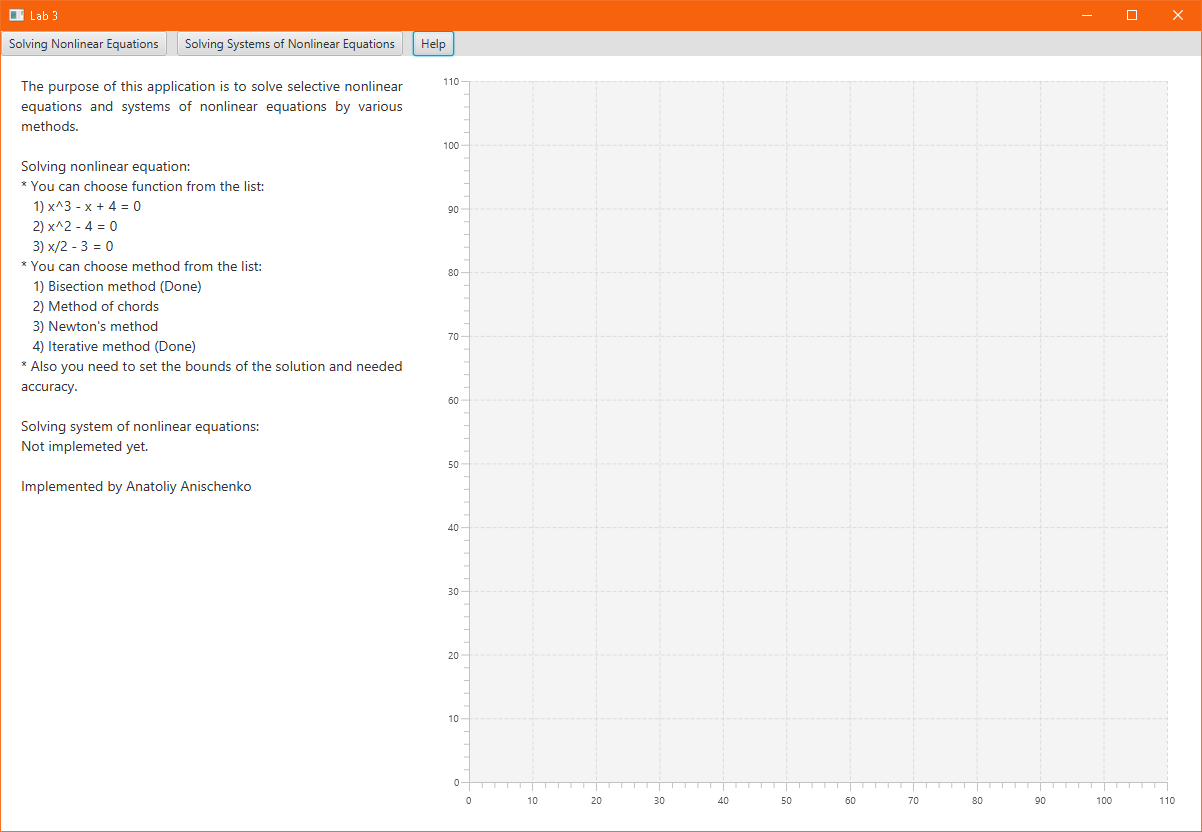 Lab 3
Solving Nonlinear Equations
Solving Systems of Nonlinear Equations
Help
The purpose of this application is to solve selective nonlinear
equations and systems of nonlinear equations by various
methods.
Solving nonlinear equation:
* You can choose function from the list:
1) x^3 - x + 4 = 0
2) x^2 - 4 = 0
3) x/2 - 3 = 0
* You can choose method from the list:
1) Bisection method (Done)
2) Method of chords
3) Newton's method
4) Iterative method (Done)
* Also you need to set the bounds of the solution and needed
accuracy.
Solving system of nonlinear equations:
Not implemeted yet.
Implemented by Anatoliy Anischenko
110
100
90
80
70
60
50
40
30
20
10
0
0 10 20 30 40 50 60 70 80 90 100 110